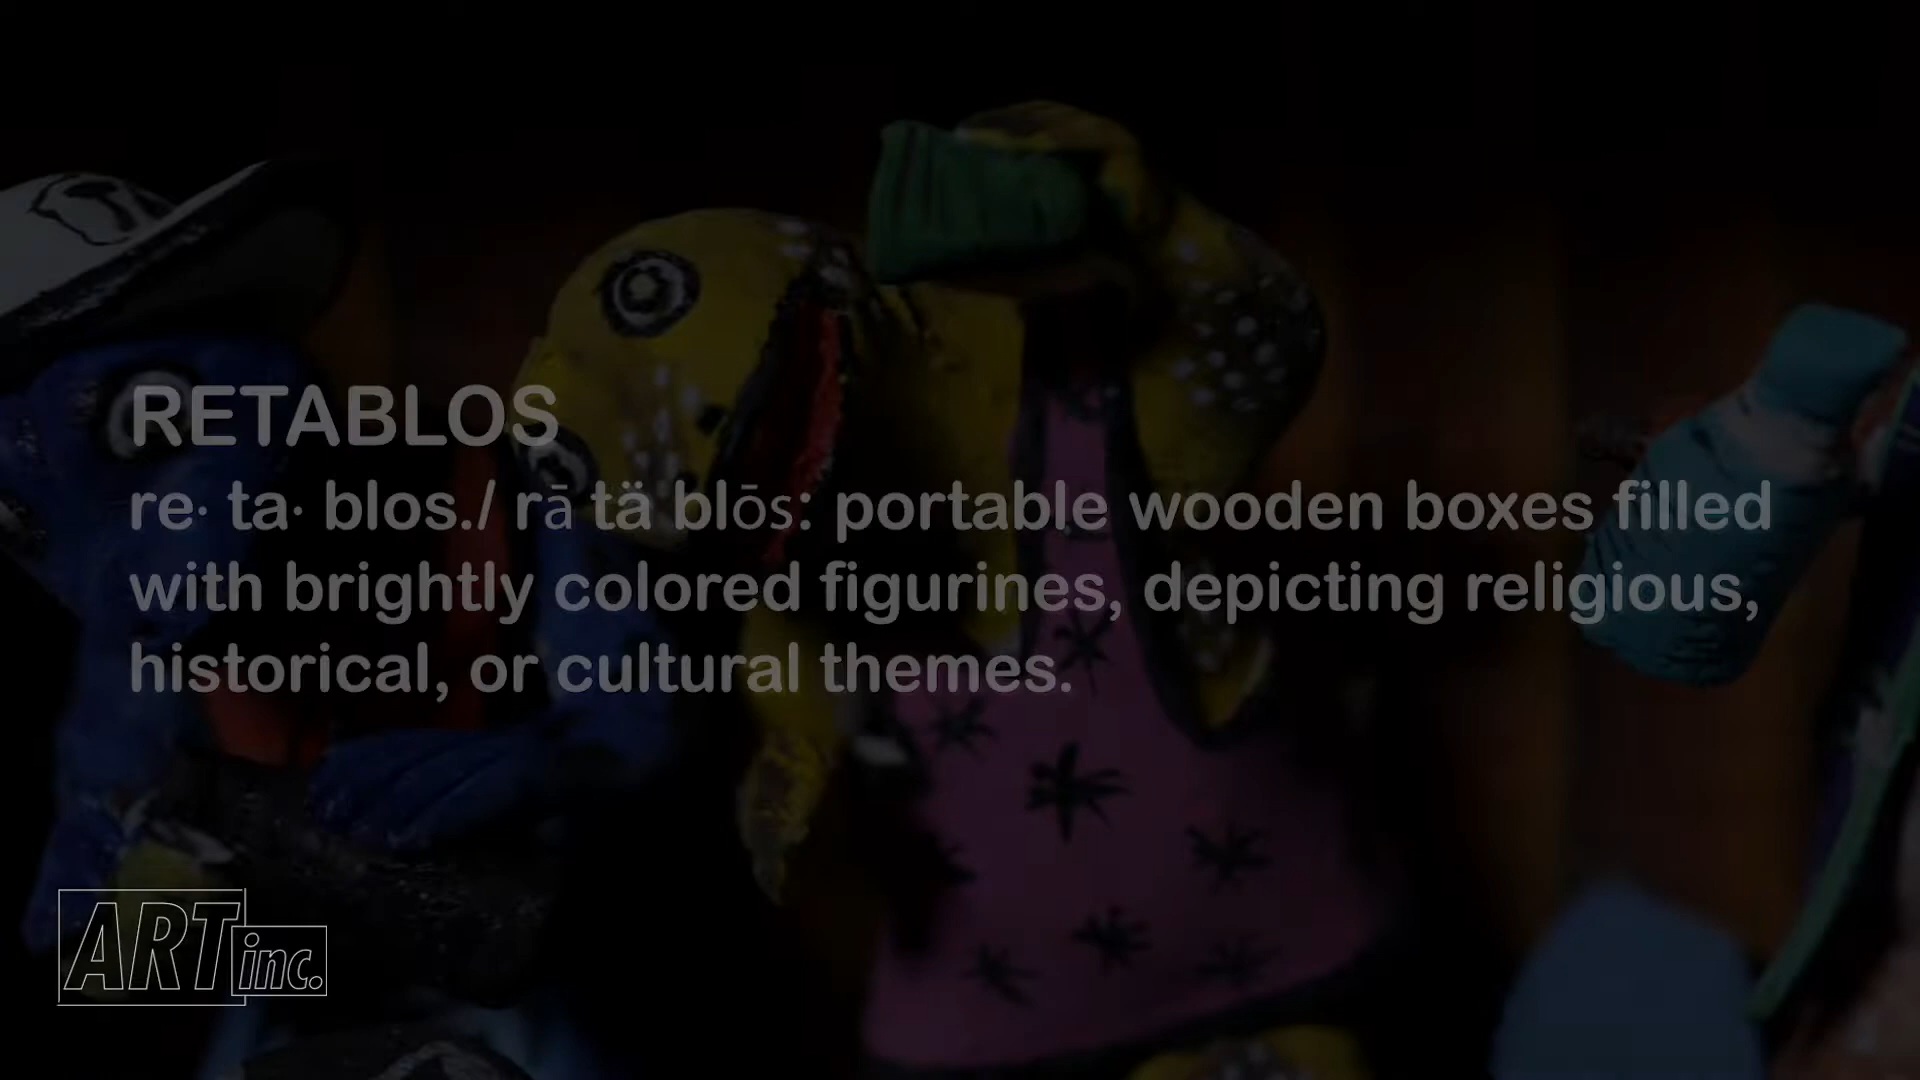 RETABLOS
re· ta· blos./ rā tä blōs: portable wooden boxes filled
with brightly colored figurines, depicting religious,
historical, or cultural themes.
ART inc.